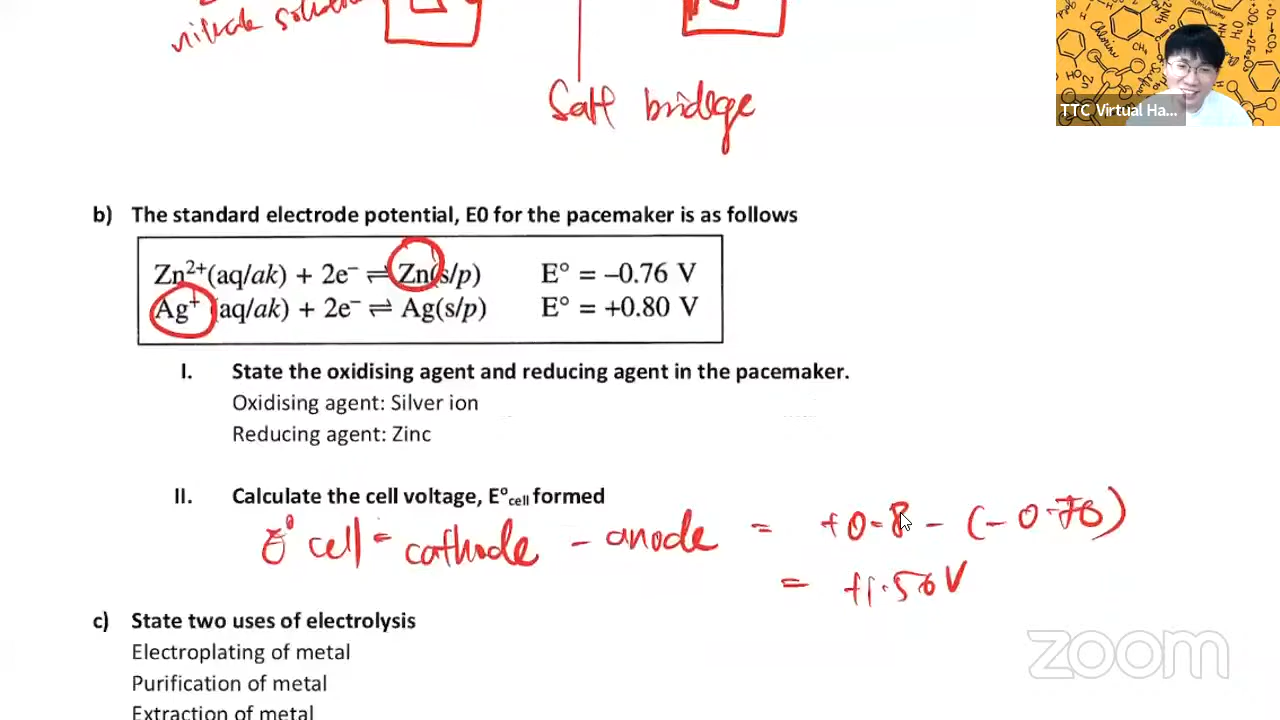 nitrate solution
Salt bridge
TTC Virtual Ha...
b) The standard electrode potential, E0 for the pacemaker is as follows
Zn²⁺(aq/ak) + 2e⁻ ⇌ Zn(s/p) E° = –0.76 V
Ag⁺ (aq/ak) + 2e⁻ ⇌ Ag(s/p) E° = +0.80 V
I. State the oxidising agent and reducing agent in the pacemaker.
Oxidising agent: Silver ion
Reducing agent: Zinc
II. Calculate the cell voltage, E°cell formed
E° cell = cathode - anode = +0.8 - (-0.76)
= +1.56V
c) State two uses of electrolysis
Electroplating of metal
Purification of metal
Extraction of metal
zoom